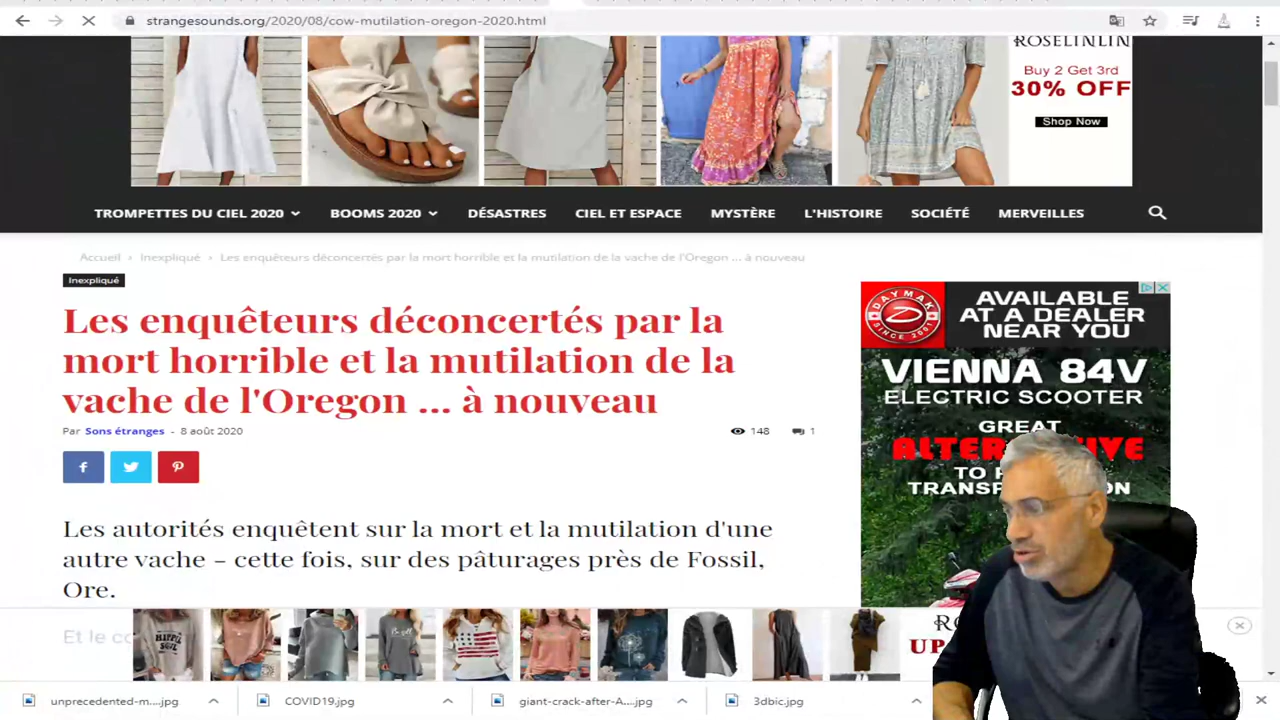 strangesounds.org/2020/08/cow-mutilation-oregon-2020.html
ROSELINLIN
Buy 2 Get 3rd
30% OFF
Shop Now
TROMPETTES DU CIEL 2020
BOOMS 2020
DÉSASTRES
CIEL ET ESPACE
MYSTÈRE
L'HISTOIRE
SOCIÉTÉ
MERVEILLES
Accueil › Inexpliqué › Les enquêteurs déconcertés par la mort horrible et la mutilation de la vache de l'Oregon ... à nouveau
Inexpliqué
Les enquêteurs déconcertés par la
mort horrible et la mutilation de la
vache de l'Oregon ... à nouveau
Par Sons étranges - 8 août 2020
148
1
Les autorités enquêtent sur la mort et la mutilation d'une
autre vache – cette fois, sur des pâturages près de Fossil,
Ore.
Et le
DAYMAK
SINCE 2001
AVAILABLE
AT A DEALER
NEAR YOU
VIENNA 84V
ELECTRIC SCOOTER
GREAT
TO
UP
unprecedented-m....jpg
COVID19.jpg
giant-crack-after-A....jpg
3dbic.jpg